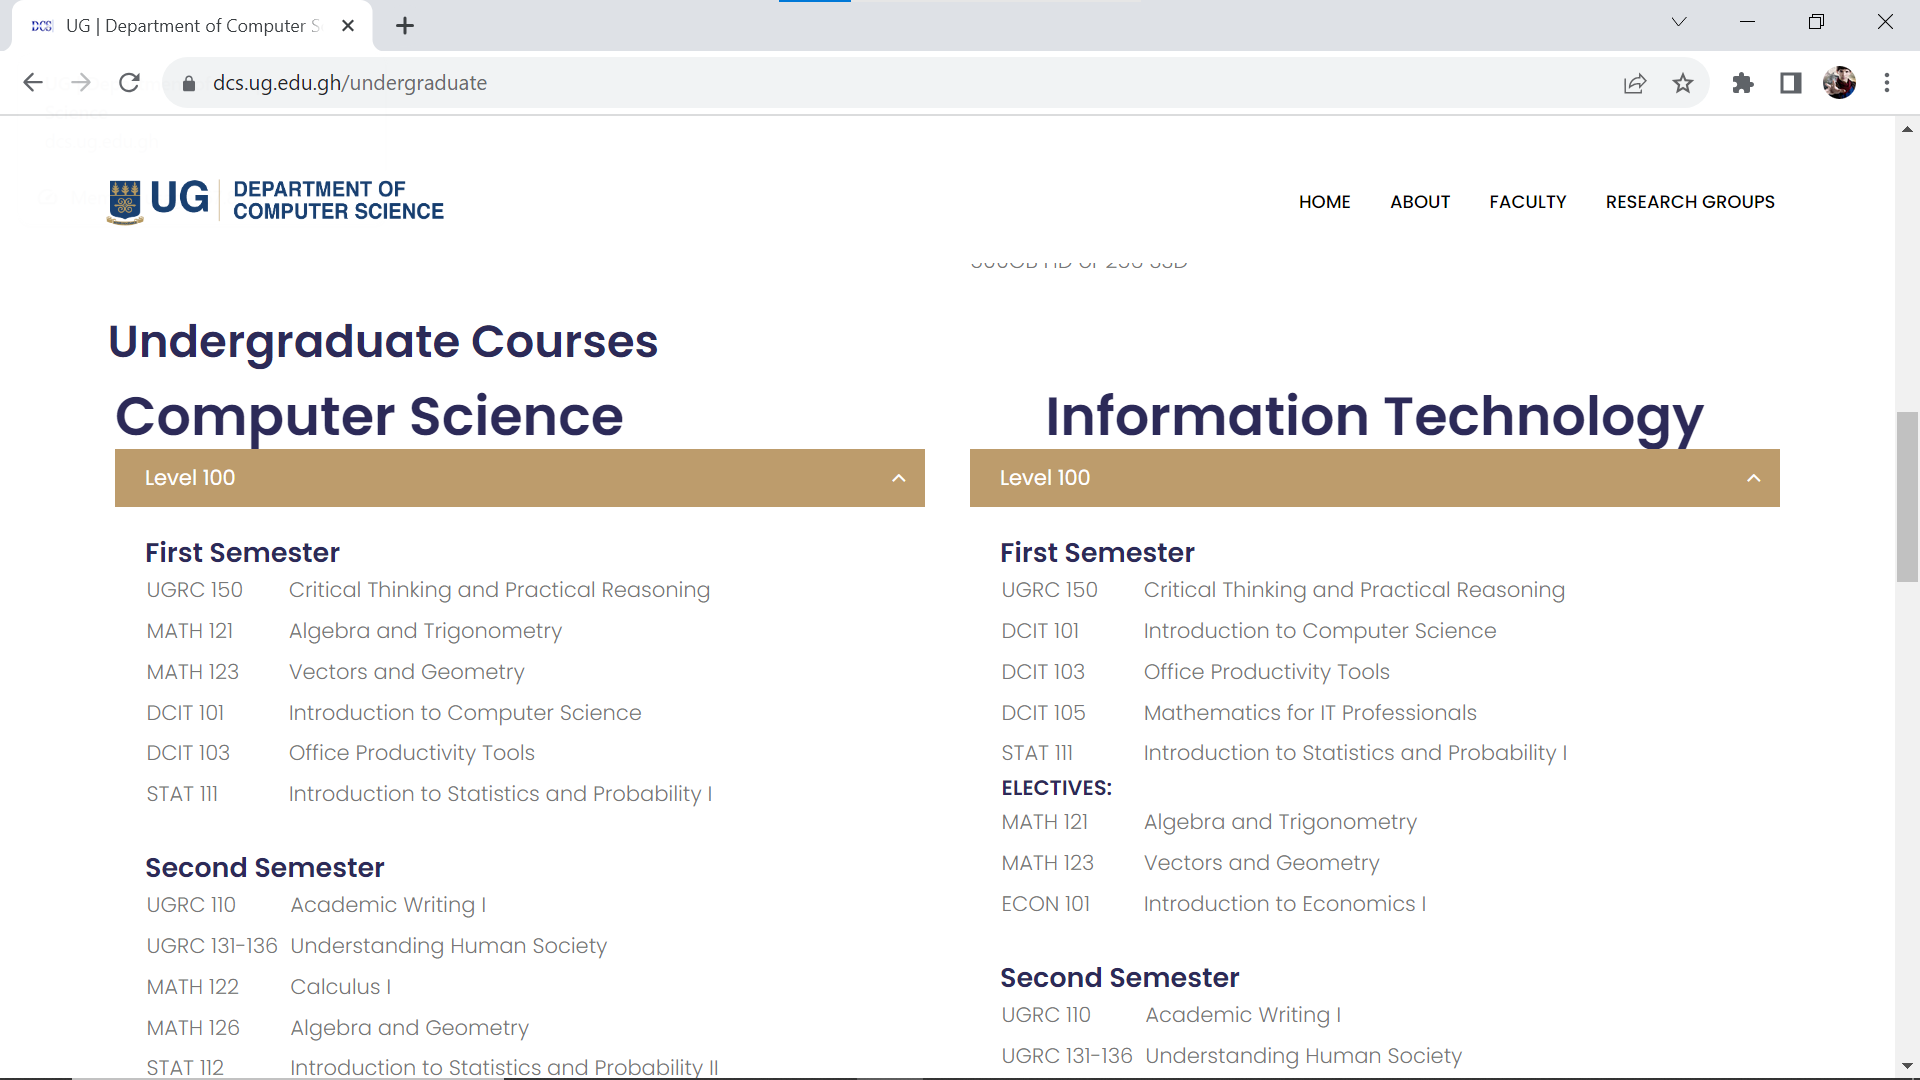 DCS UG | Department of Computer S
dcs.ug.edu.gh/undergraduate
UG DEPARTMENT OF
COMPUTER SCIENCE
HOME ABOUT FACULTY RESEARCH GROUPS
Undergraduate Courses
Computer Science
Level 100
First Semester
UGRC 150 Critical Thinking and Practical Reasoning
MATH 121 Algebra and Trigonometry
MATH 123 Vectors and Geometry
DCIT 101 Introduction to Computer Science
DCIT 103 Office Productivity Tools
STAT 111 Introduction to Statistics and Probability I
Second Semester
UGRC 110 Academic Writing I
UGRC 131-136 Understanding Human Society
MATH 122 Calculus I
MATH 126 Algebra and Geometry
STAT 112 Introduction to Statistics and Probability II
Information Technology
Level 100
First Semester
UGRC 150 Critical Thinking and Practical Reasoning
DCIT 101 Introduction to Computer Science
DCIT 103 Office Productivity Tools
DCIT 105 Mathematics for IT Professionals
STAT 111 Introduction to Statistics and Probability I
ELECTIVES:
MATH 121 Algebra and Trigonometry
MATH 123 Vectors and Geometry
ECON 101 Introduction to Economics I
Second Semester
UGRC 110 Academic Writing I
UGRC 131-136 Understanding Human Society